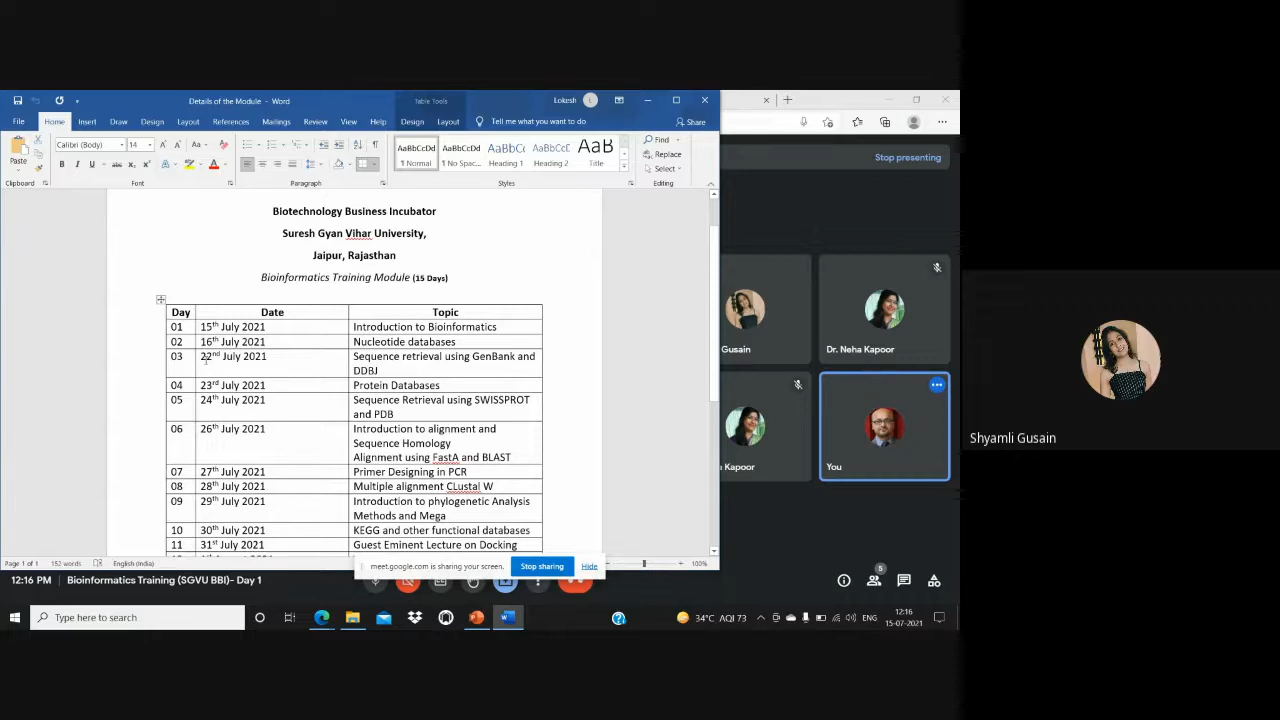 Details of the Module - Word
Table Tools
Lokesh
L
File
Home
Insert
Draw
Design
Layout
References
Mailings
Review
View
Help
Design
Layout
Tell me what you want to do
Share
Paste
Calibri (Body)
14
Aa
AaBbCcDd
AaBbCcDd
AaBbCc
AaBbCcE
AaB
¶ Normal
¶ No Spac...
Heading 1
Heading 2
Title
Find
Replace
Select
Clipboard
Font
Paragraph
Styles
Editing
Stop presenting
Biotechnology Business Incubator
Suresh Gyan Vihar University,
Jaipur, Rajasthan
Bioinformatics Training Module (15 Days)
Day Date Topic
01 15th July 2021 Introduction to Bioinformatics
02 16th July 2021 Nucleotide databases
03 22nd July 2021 Sequence retrieval using GenBank and
DDBJ
04 23rd July 2021 Protein Databases
05 24th July 2021 Sequence Retrieval using SWISSPROT
and PDB
06 26th July 2021 Introduction to alignment and
Sequence Homology
Alignment using FastA and BLAST
07 27th July 2021 Primer Designing in PCR
08 28th July 2021 Multiple alignment CLustal W
09 29th July 2021 Introduction to phylogenetic Analysis
Methods and Mega
10 30th July 2021 KEGG and other functional databases
11 31st July 2021 Guest Eminent Lecture on Docking
Gusain
Dr. Neha Kapoor
Kapoor
You
Shyamli Gusain
Page 1 of 1
152 words
English (India)
100%
meet.google.com is sharing your screen.
Stop sharing
Hide
12:16 PM
Bioinformatics Training (SGVU BBI)- Day 1
5
Type here to search
34°C AQI 73
ENG
12:16
15-07-2021